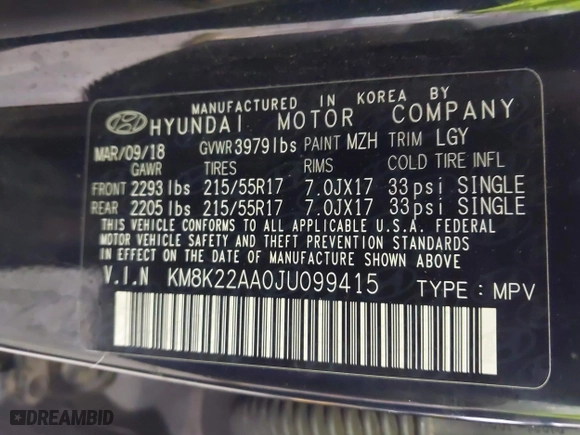 MANUFACTURED IN KOREA BY
HYUNDAI MOTOR COMPANY
MAR/09/18 GVWR 3979lbs PAINT MZH TRIM LGY
GAWR TIRES RIMS COLD TIRE INFL
FRONT 2293lbs 215/55R17 7.0JX17 33psi SINGLE
REAR 2205lbs 215/55R17 7.0JX17 33psi SINGLE
THIS VEHICLE CONFORMS TO ALL APPLICABLE U.S.A. FEDERAL
MOTOR VEHICLE SAFETY AND THEFT PREVENTION STANDARDS
IN EFFECT ON THE DATE OF MANUFACTURE SHOWN ABOVE
V.I.N KM8K22AA0JU099415 TYPE : MPV
DREAMBID